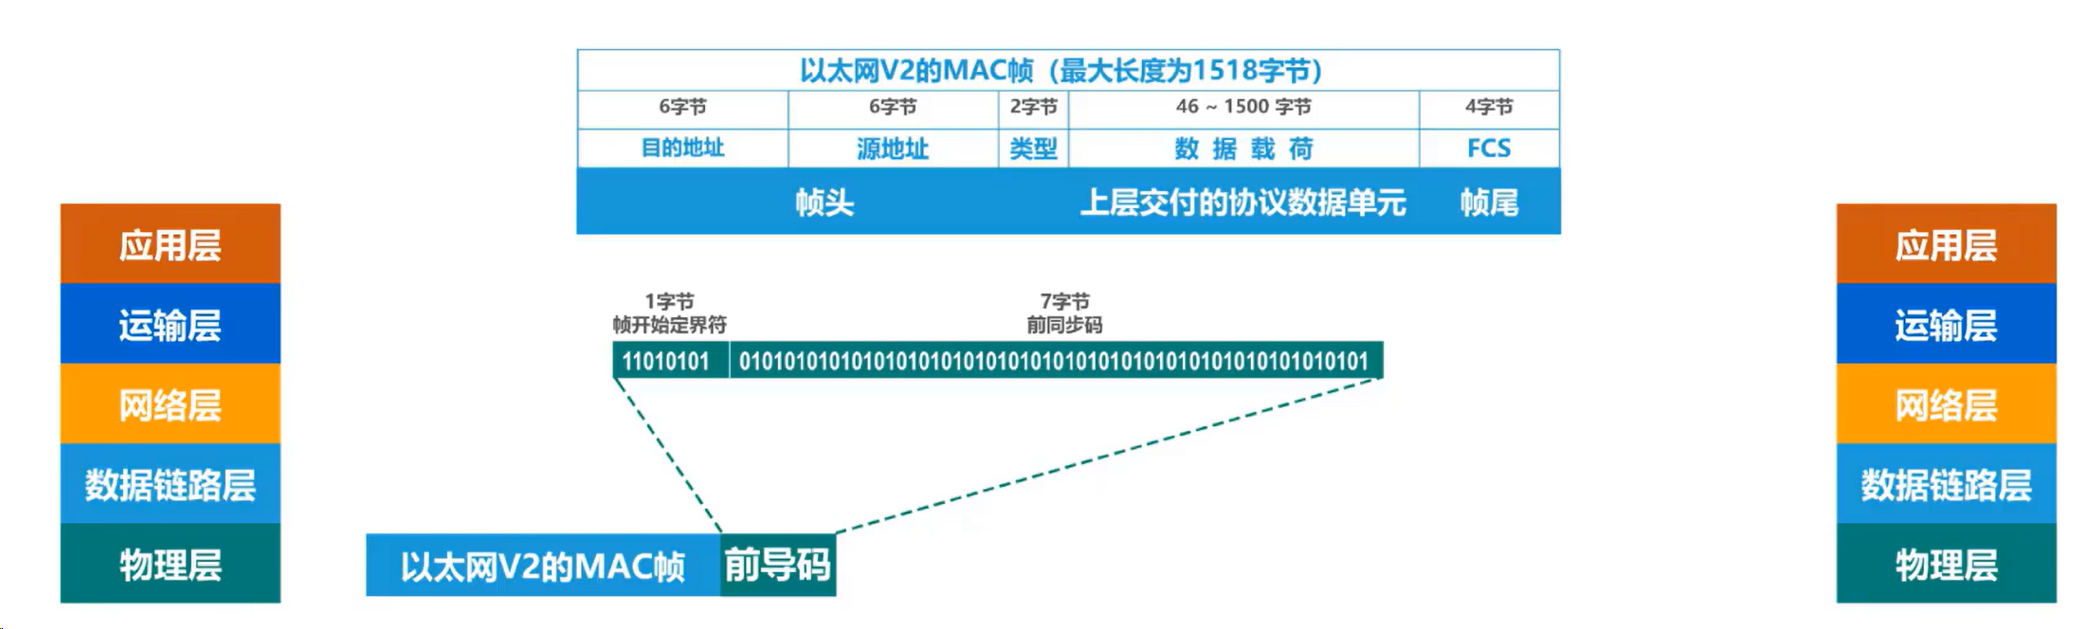 以太网V2的MAC帧（最大长度为1518字节）
6字节 6字节 2字节 46 ~ 1500 字节 4字节
目的地址 源地址 类型 数 据 载 荷 FCS
帧头 上层交付的协议数据单元 帧尾
应用层
运输层
网络层
数据链路层
物理层
1字节 7字节
帧开始定界符 前同步码
11010101 01010101010101010101010101010101010101010101010101010101
以太网V2的MAC帧 前导码
应用层
运输层
网络层
数据链路层
物理层